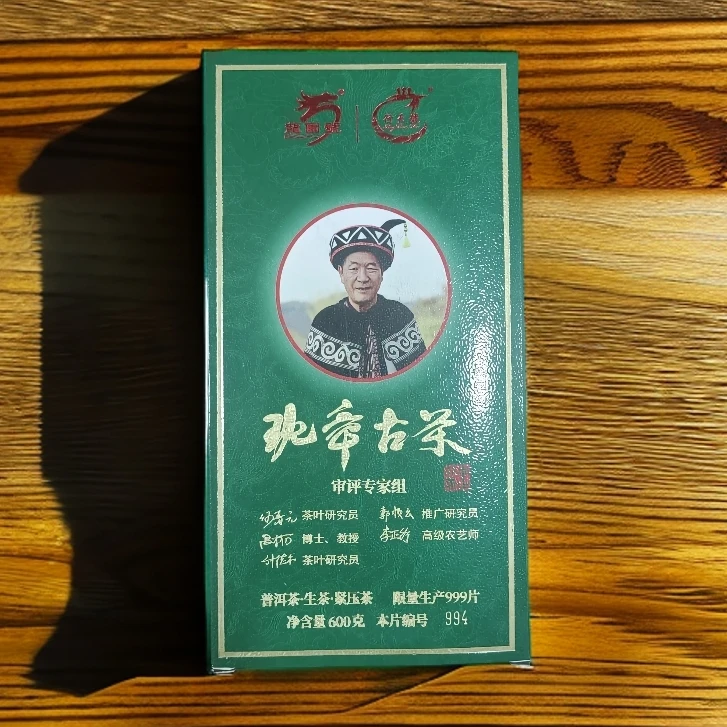 班章古茶
审评专家组
茶叶研究员 推广研究员
博士、教授 高级农艺师
茶叶研究员
普洱茶·生茶·紧压茶 限量生产999片
净含量600克 本片编号 994